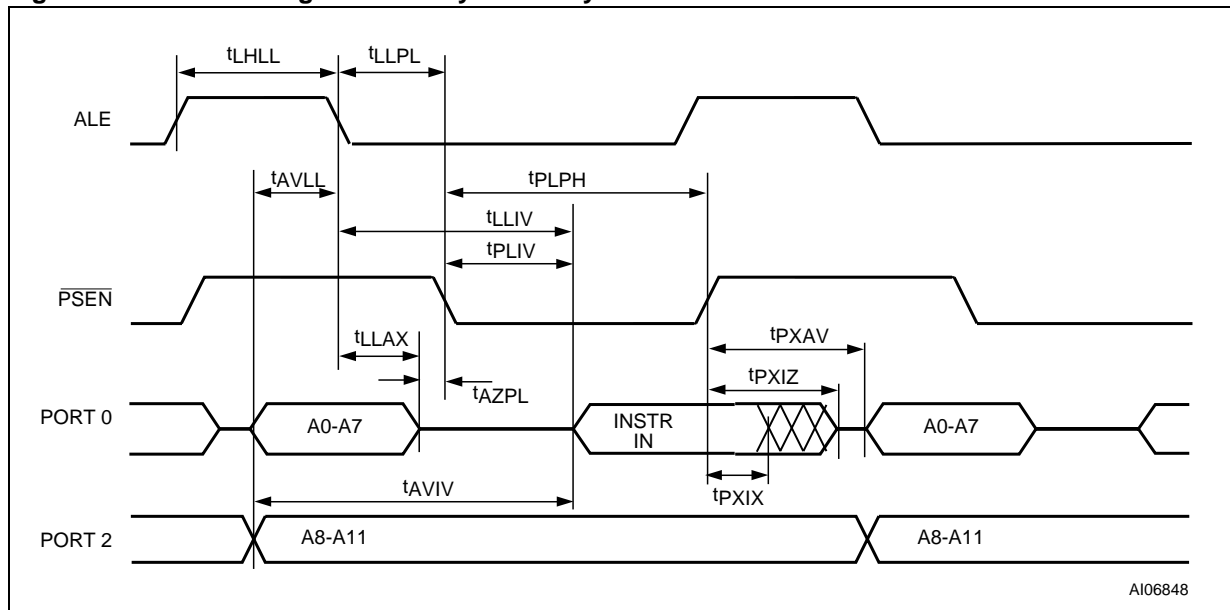 tLHLL
tLLPL
ALE
tAVLL
tPLPH
tLLIV
tPLIV
PSEN
tLLAX
tPXAV
tAZPL
tPXIZ
PORT 0
A0-A7
INSTR
IN
A0-A7
tPXIX
tAVIV
PORT 2
A8-A11
A8-A11
AI06848